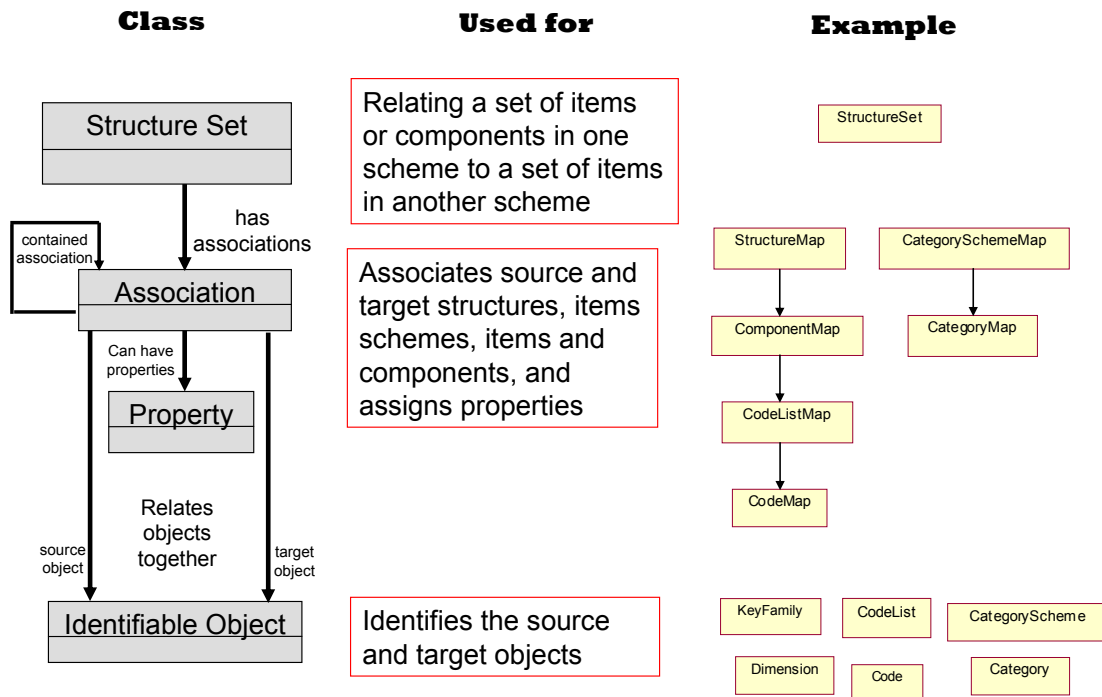 Class
Used for
Example
Structure Set
Relating a set of items
or components in one
scheme to a set of items
in another scheme
StructureSet
has
associations
contained
association
Association
Associates source and
target structures, items
schemes, items and
components, and
assigns properties
StructureMap
CategorySchemeMap
ComponentMap
CategoryMap
CodeListMap
CodeMap
Can have
properties
Property
Relates
objects
together
source
object
target
object
Identifiable Object
Identifies the source
and target objects
KeyFamily
CodeList
CategoryScheme
Dimension
Code
Category